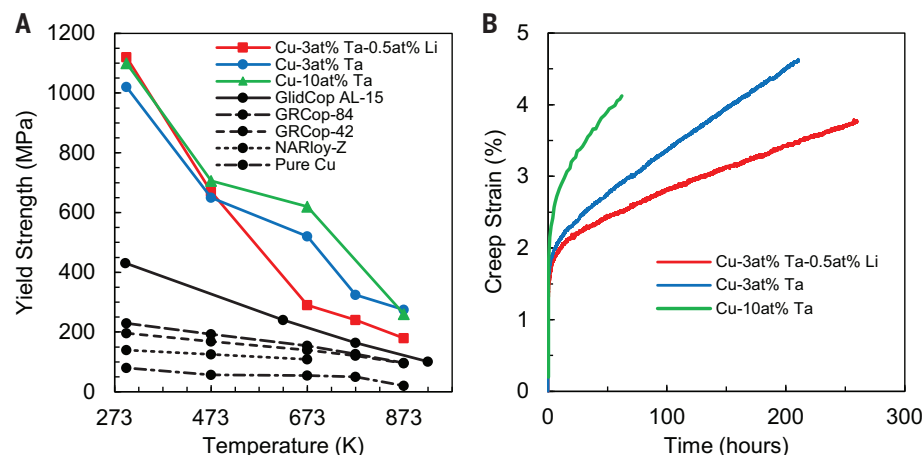 A
1200
1000
800
600
400
200
0
Yield Strength (MPa)
273
473
673
873
Temperature (K)
Cu-3at% Ta-0.5at% Li
Cu-3at% Ta
Cu-10at% Ta
GlidCop AL-15
GRCop-84
GRCop-42
NARloy-Z
Pure Cu
B
5
4
3
2
1
0
Creep Strain (%)
0
100
200
300
Time (hours)
Cu-3at% Ta-0.5at% Li
Cu-3at% Ta
Cu-10at% Ta